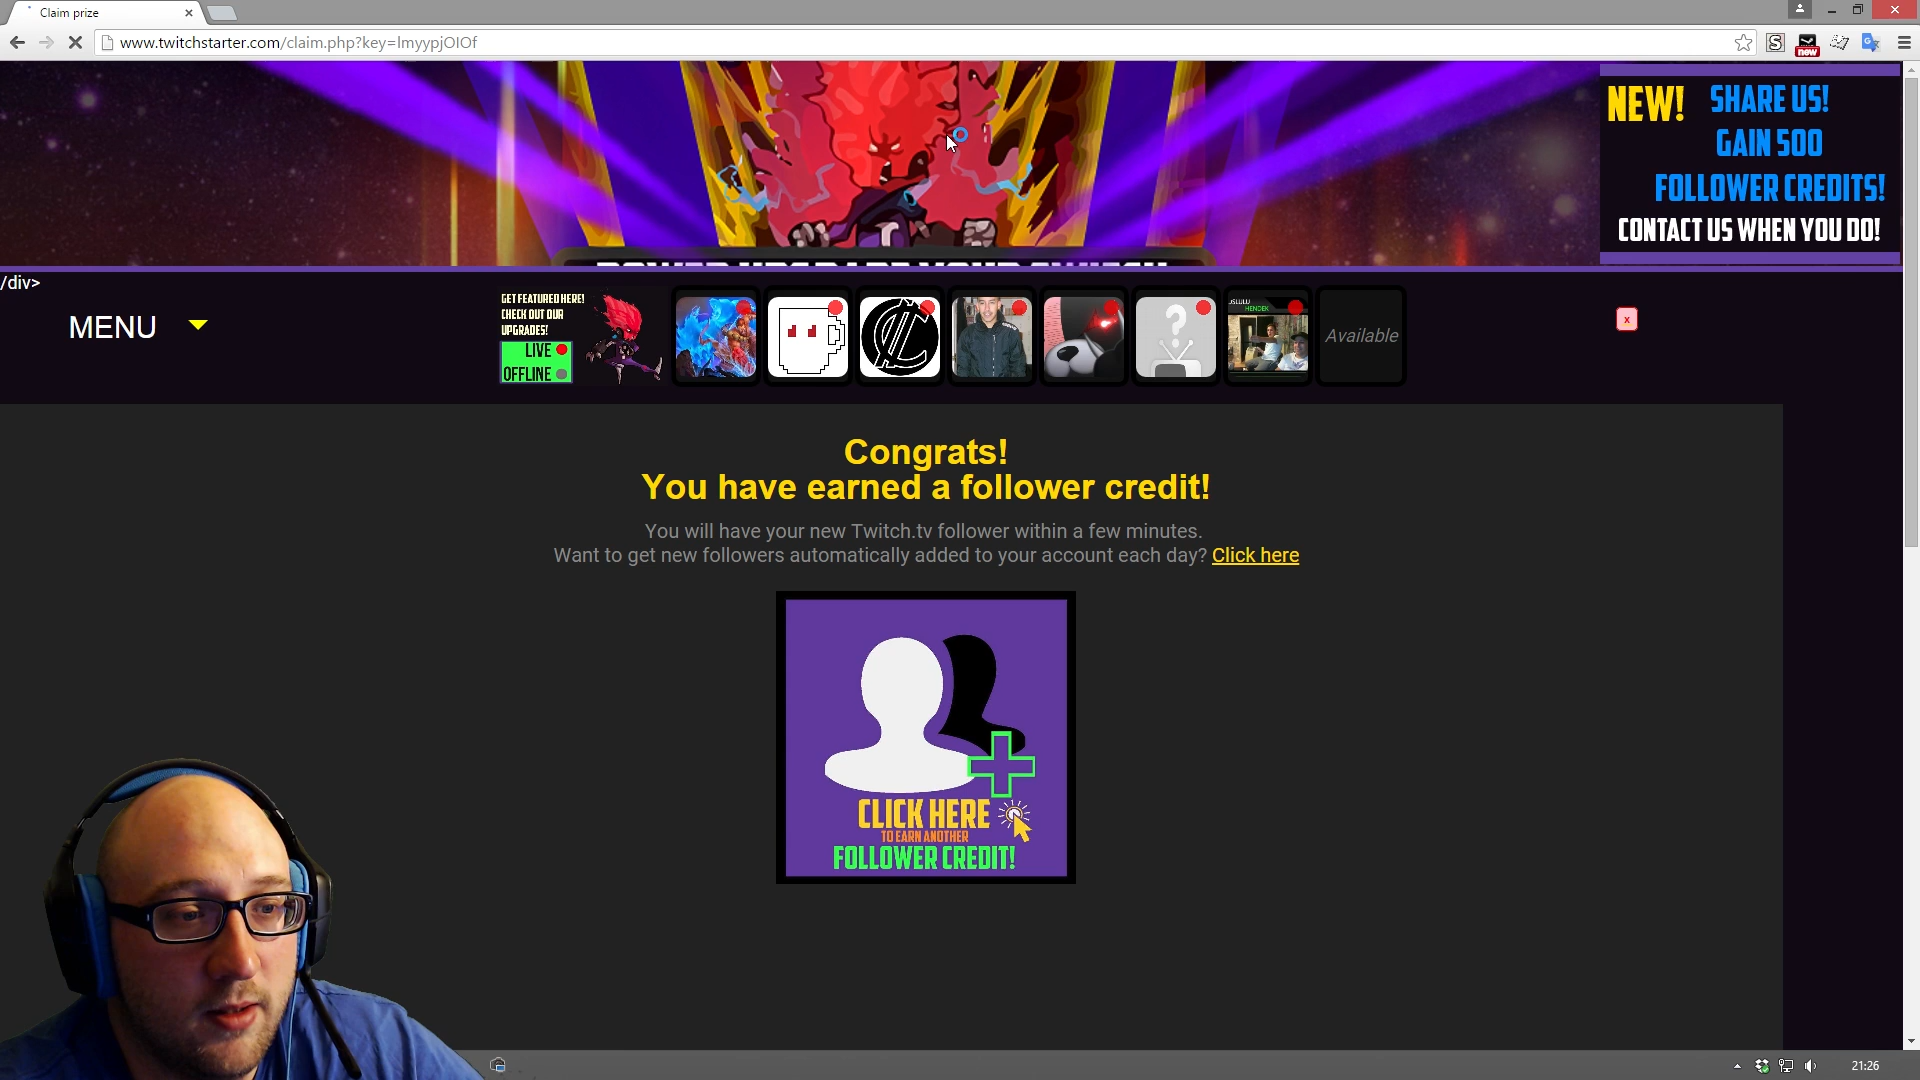 Claim prize
www.twitchstarter.com/claim.php?key=lmyypjOIOf
new
NEW! SHARE US!
GAIN 500
FOLLOWER CREDITS!
CONTACT US WHEN YOU DO!
/div>
MENU
GET FEATURED HERE!
CHECK OUT OUR
UPGRADES!
LIVE
OFFLINE
HENDEK
Available
x
Congrats!
You have earned a follower credit!
You will have your new Twitch.tv follower within a few minutes.
Want to get new followers automatically added to your account each day? Click here
CLICK HERE
TO EARN ANOTHER
FOLLOWER CREDIT!
21:26